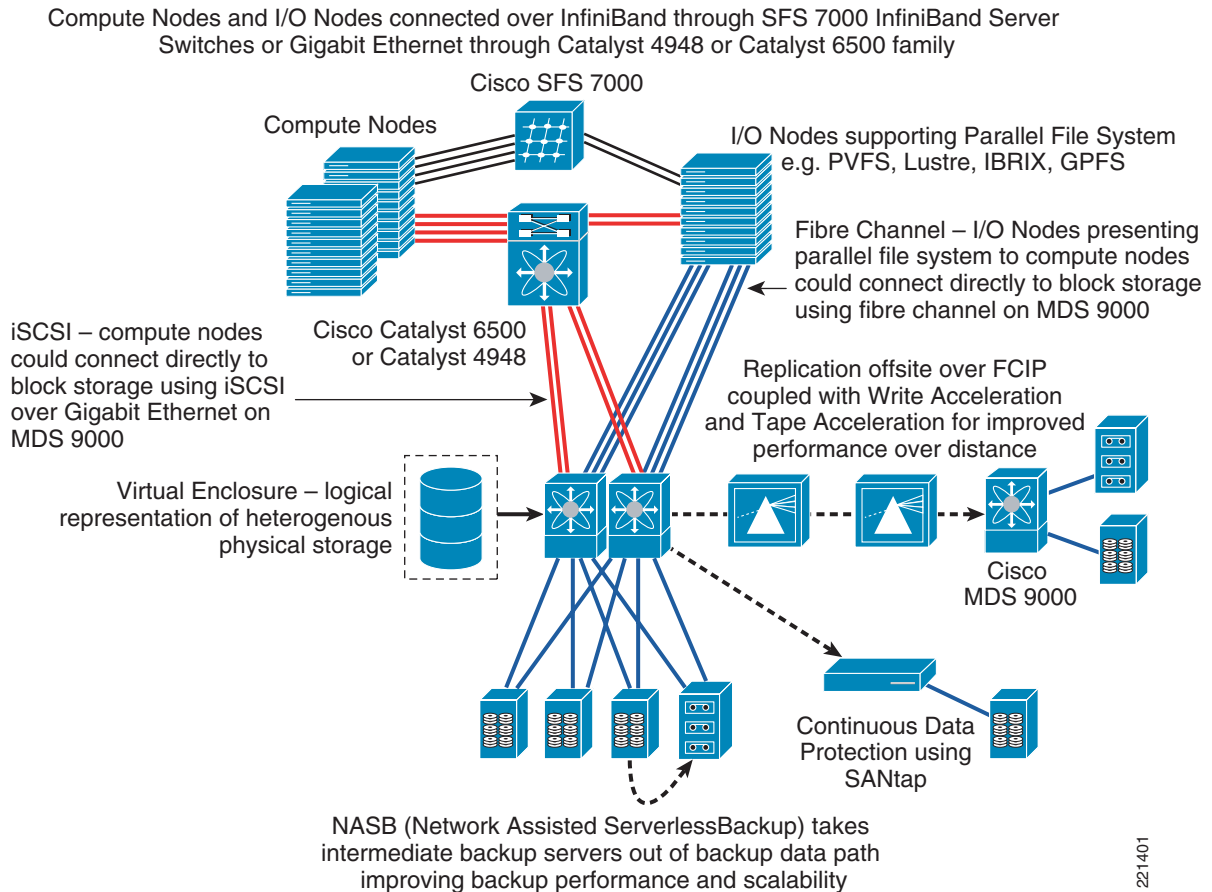 Compute Nodes and I/O Nodes connected over InfiniBand through SFS 7000 InfiniBand Server
Switches or Gigabit Ethernet through Catalyst 4948 or Catalyst 6500 family
Cisco SFS 7000
Compute Nodes
I/O Nodes supporting Parallel File System
e.g. PVFS, Lustre, IBRIX, GPFS
Fibre Channel – I/O Nodes presenting
parallel file system to compute nodes
could connect directly to block storage
using fibre channel on MDS 9000
iSCSI – compute nodes
could connect directly to
block storage using iSCSI
over Gigabit Ethernet on
MDS 9000
Cisco Catalyst 6500
or Catalyst 4948
Replication offsite over FCIP
coupled with Write Acceleration
and Tape Acceleration for improved
performance over distance
Virtual Enclosure – logical
representation of heterogenous
physical storage
Cisco
MDS 9000
Continuous Data
Protection using
SANtap
NASB (Network Assisted ServerlessBackup) takes
intermediate backup servers out of backup data path
improving backup performance and scalability
221401